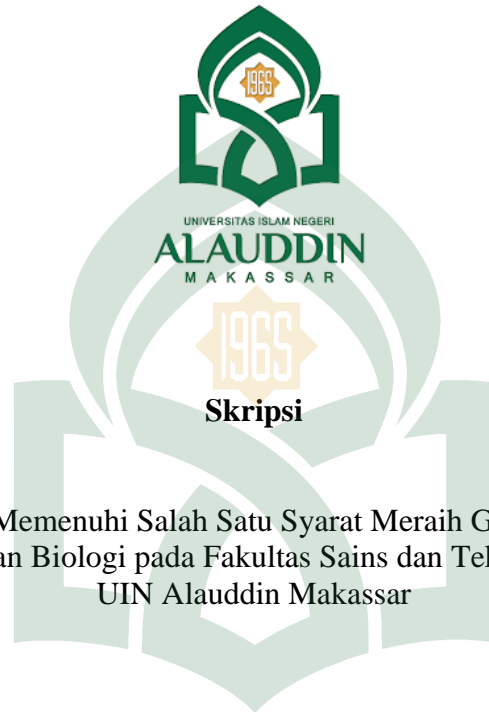 1965
UNIVERSITAS ISLAM NEGERI
ALAUDDIN
MAKASSAR
1965
Skripsi
Memenuhi Salah Satu Syarat Meraih G
an Biologi pada Fakultas Sains dan Tel
UIN Alauddin Makassar